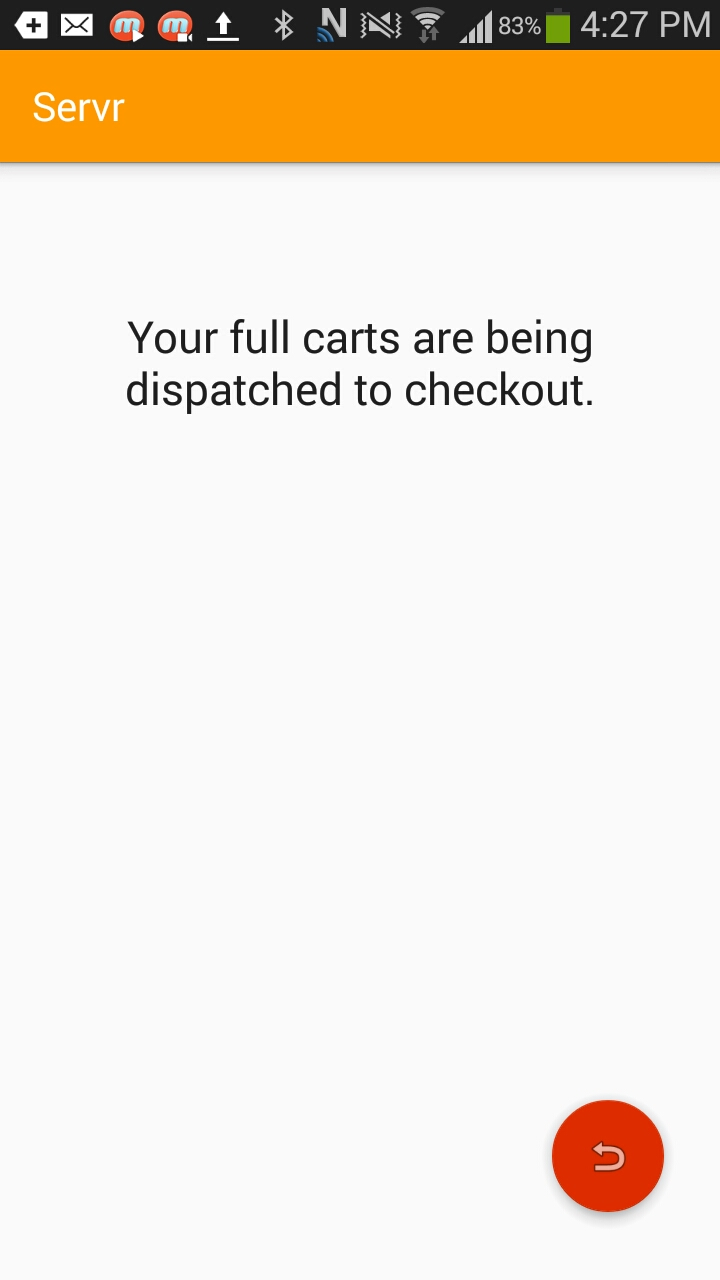 83% 4:27 PM
Servr
Your full carts are being
dispatched to checkout.